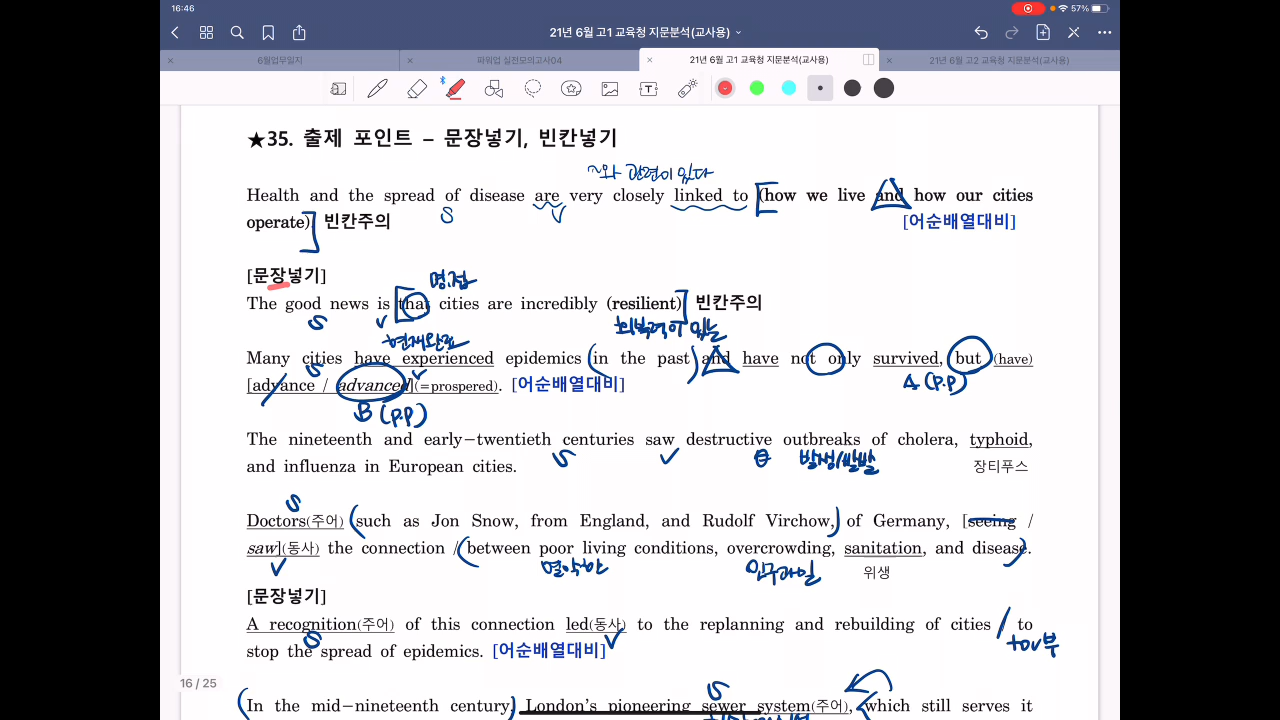 16:46
57%
21년 6월 고1 교육청 지문분석(교사용)
6월업무일지
파워업 실전모의고사04
21년 6월 고1 교육청 지문분석(교사용)
21년 6월 고2 교육청 지문분석(교사용)
★35. 출제 포인트 – 문장넣기, 빈칸넣기
~와 관련이 있다
Health and the spread of disease are very closely linked to (how we live and how our cities
S V
operate) 빈칸주의 [어순배열대비]
[문장넣기]
명.접
The good news is that cities are incredibly (resilient) 빈칸주의
S V 현재완료 회복력이 있는
Many cities have experienced epidemics (in the past) and have not only survived, but (have)
S A (P.P)
[advance / advanced](=prospered). [어순배열대비]
B (P.P)
The nineteenth and early-twentieth centuries saw destructive outbreaks of cholera, typhoid,
S V O 발생/발발
and influenza in European cities. 장티푸스
S
Doctors(주어) (such as Jon Snow, from England, and Rudolf Virchow,) of Germany, [seeing /
saw](동사) the connection / (between poor living conditions, overcrowding, sanitation, and disease.)
V 열악한 인구과밀 위생
[문장넣기]
A recognition(주어) of this connection led(동사) to the replanning and rebuilding of cities / to
S V to부
stop the spread of epidemics. [어순배열대비]
16 / 25
S
(In the mid-nineteenth century) London's pioneering sewer system(주어), (which still serves it